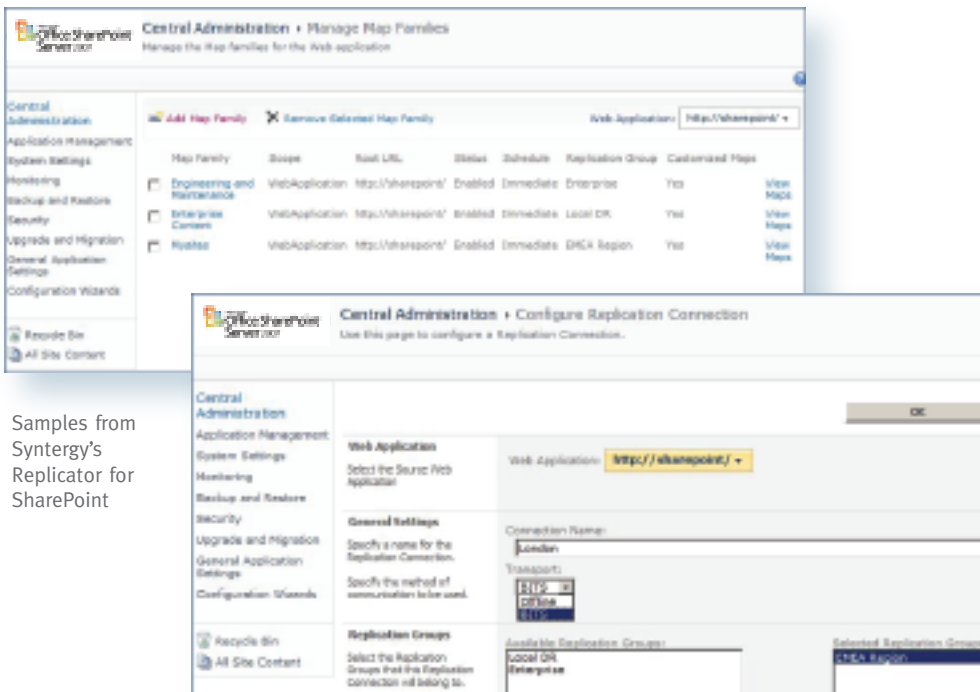 Office SharePoint
Server 2007
Central Administration › Manage Map Families
Manage the Map families for the Web application
Central
Administration
Application Management
System Settings
Monitoring
Backup and Restore
Security
Upgrade and Migration
General Application
Settings
Configuration Wizards
Recycle Bin
All Site Content
Add Map Family
Remove Selected Map Family
Web Application: http://sharepoint/
Map Family Scope Root URL Status Schedule Replication Group Customized Maps
Engineering and Maintenance WebApplication http://sharepoint/ Enabled Immediate Enterprise Yes View Maps
Enterprise Content WebApplication http://sharepoint/ Enabled Immediate Local DR Yes View Maps
MySites WebApplication http://sharepoint/ Enabled Immediate EMEA Region Yes View Maps
Samples from
Syntergy's
Replicator for
SharePoint
Office SharePoint
Server 2007
Central Administration › Configure Replication Connection
Use this page to configure a Replication Connection.
Central
Administration
Application Management
System Settings
Monitoring
Backup and Restore
Security
Upgrade and Migration
General Application
Settings
Configuration Wizards
Recycle Bin
All Site Content
OK
Web Application
Select the Source Web
Application
Web Application: http://sharepoint/
General Settings
Specify a name for the
Replication Connection.
Specify the method of
communication to be used.
Connection Name:
London
Transport:
BITS
Offline
BITS
Replication Groups
Select the Replication
Groups that this Replication
Connection will belong to.
Available Replication Groups:
Local DR
Enterprise
Selected Replication Groups
EMEA Region